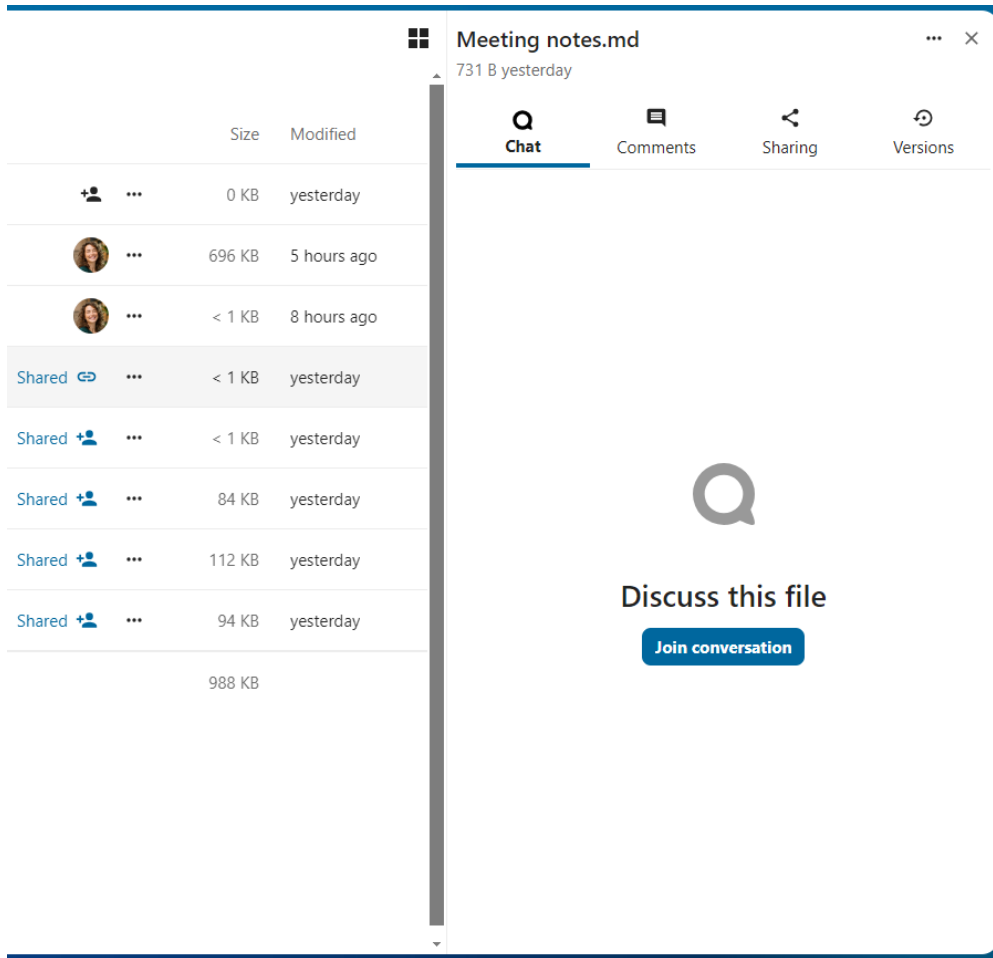 Meeting notes.md
731 B yesterday
Chat Comments Sharing Versions
Size Modified
0 KB yesterday
696 KB 5 hours ago
< 1 KB 8 hours ago
Shared < 1 KB yesterday
Shared < 1 KB yesterday
Shared 84 KB yesterday
Shared 112 KB yesterday
Shared 94 KB yesterday
988 KB
Discuss this file
Join conversation